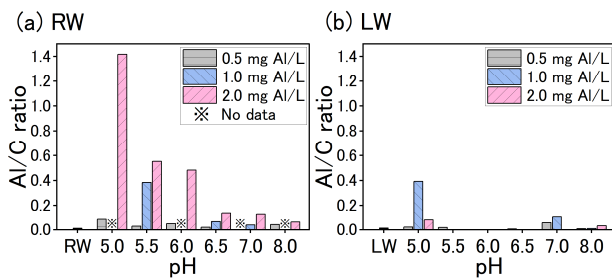 (a) RW
1.4
1.2
1.0
0.8
0.6
0.4
0.2
0.0
Al/C ratio
0.5 mg Al/L
1.0 mg Al/L
2.0 mg Al/L
※ No data
※ ※ ※ ※
RW 5.0 5.5 6.0 6.5 7.0 8.0
pH
(b) LW
1.4
1.2
1.0
0.8
0.6
0.4
0.2
0.0
Al/C ratio
0.5 mg Al/L
1.0 mg Al/L
2.0 mg Al/L
LW 5.0 5.5 6.0 6.5 7.0 8.0
pH